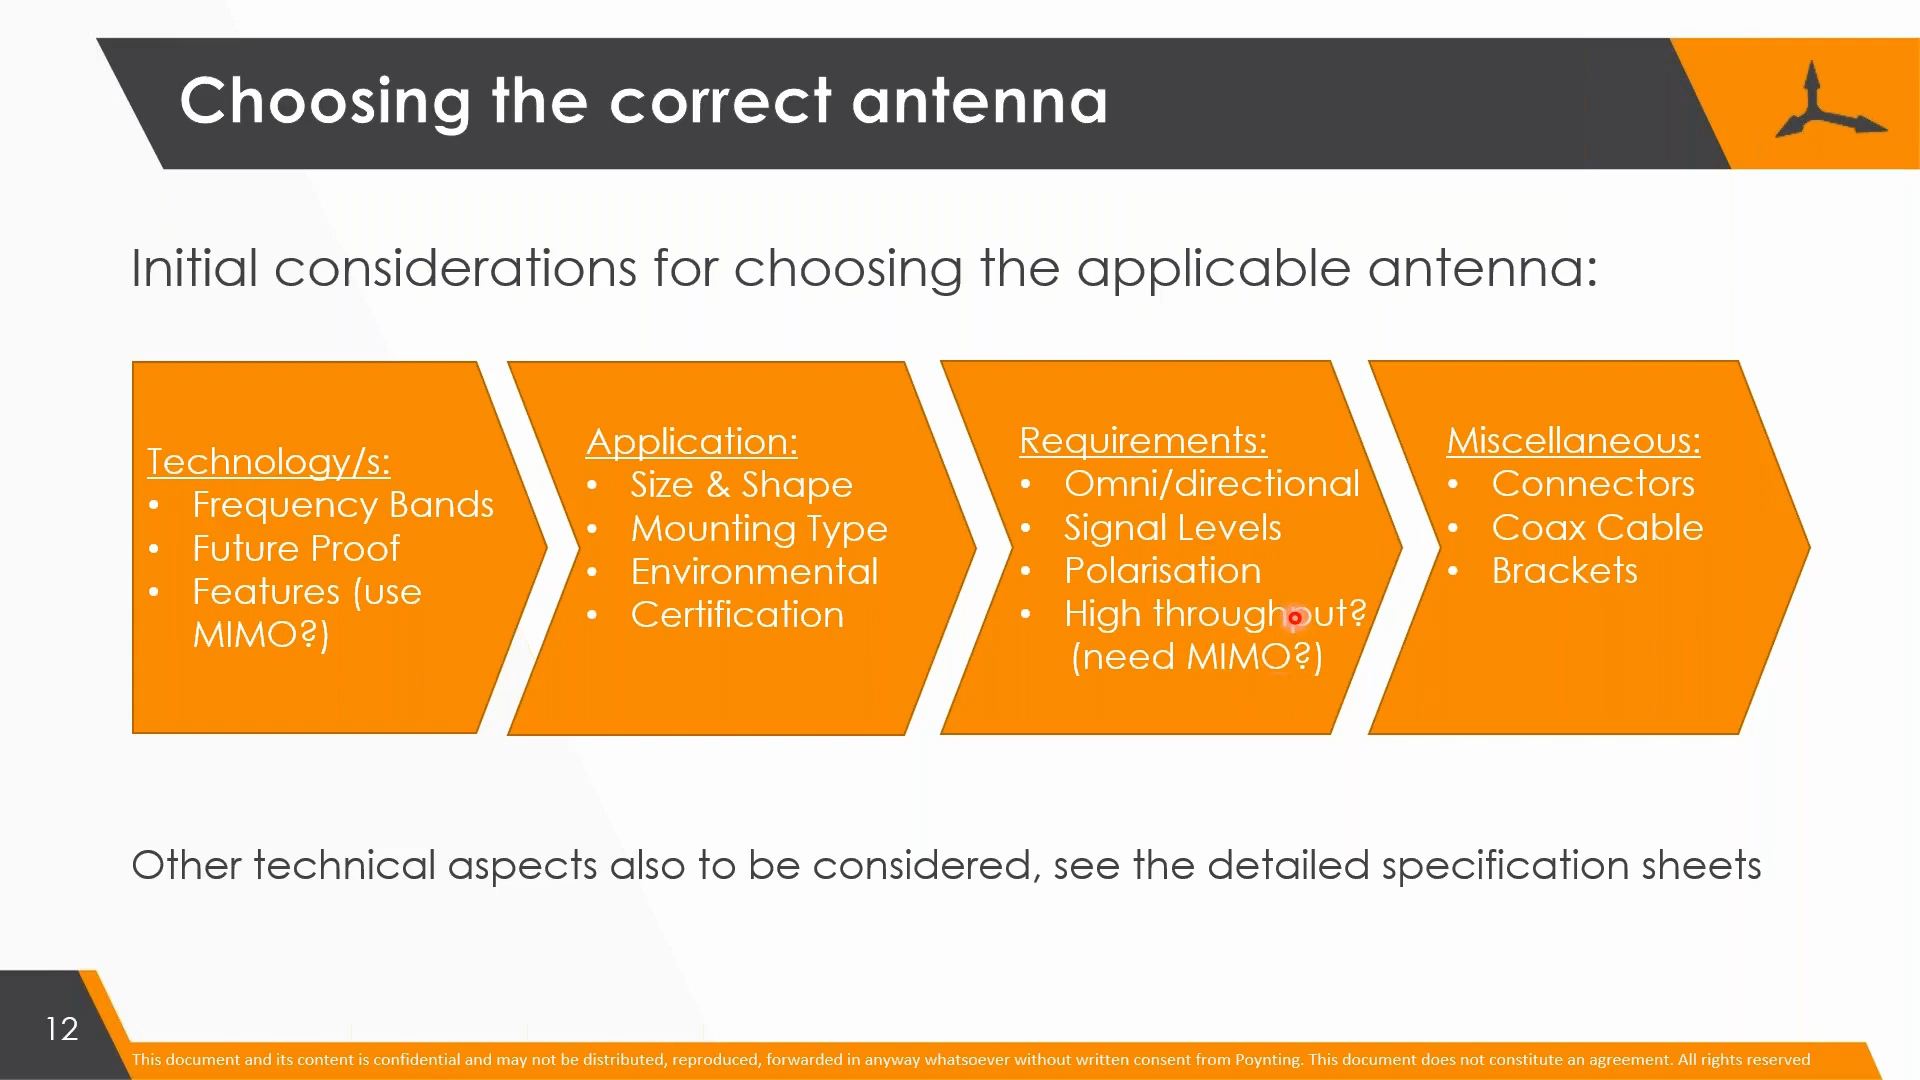 Choosing the correct antenna
Initial considerations for choosing the applicable antenna:
Technology/s:
• Frequency Bands
• Future Proof
• Features (use
MIMO?)
Application:
• Size & Shape
• Mounting Type
• Environmental
• Certification
Requirements:
• Omni/directional
• Signal Levels
• Polarisation
• High throughput?
(need MIMO?)
Miscellaneous:
• Connectors
• Coax Cable
• Brackets
Other technical aspects also to be considered, see the detailed specification sheets
12
This document and its content is confidential and may not be distributed, reproduced, forwarded in anyway whatsoever without written consent from Poynting. This document does not constitute an agreement. All rights reserved